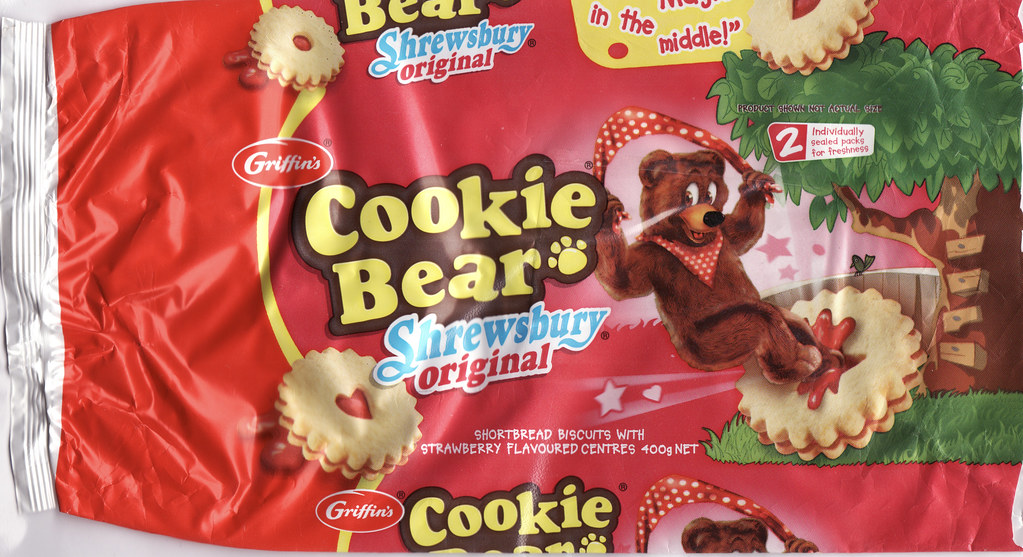 Bear
Shrewsbury®
original
in the
middle!"
PRODUCT SHOWN NOT ACTUAL SIZE
2 Individually
sealed packs
for freshness
Griffin's®
Cookie®
Bear
Shrewsbury®
original
SHORTBREAD BISCUITS WITH
STRAWBERRY FLAVOURED CENTRES 400g NET
Griffin's®
Cookie®
Bear